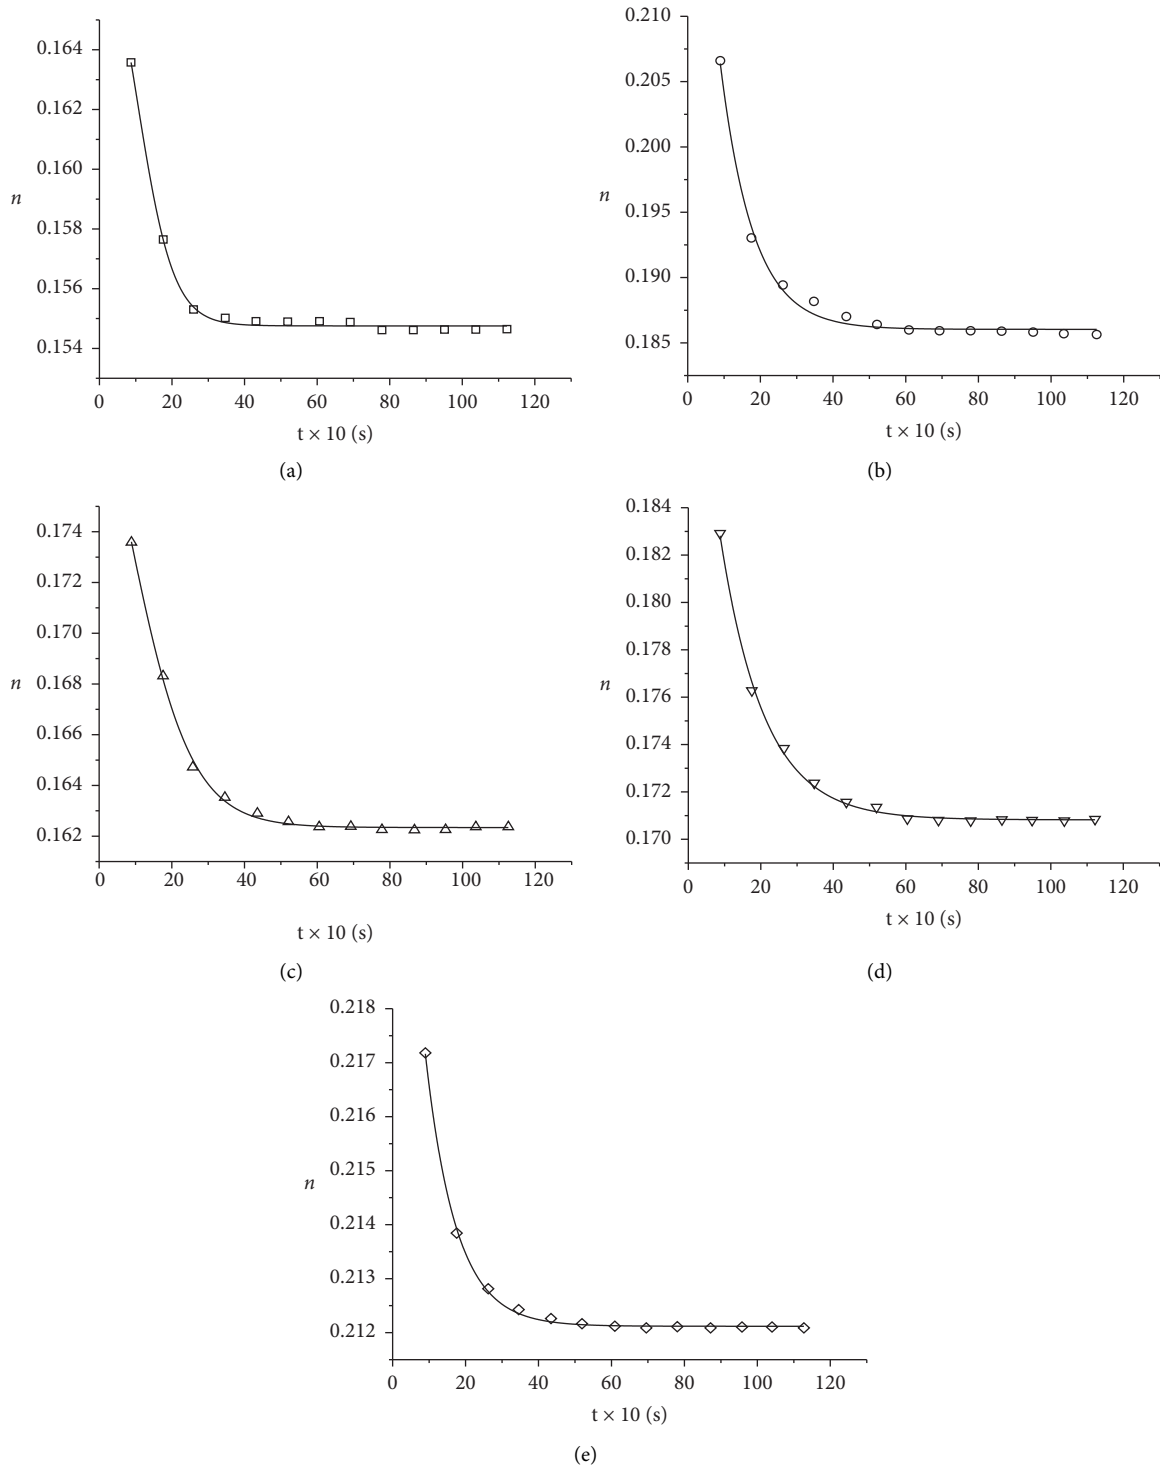 0.164
0.162
0.160
0.158
0.156
0.154
n
0 20 40 60 80 100 120
t × 10 (s)
(a)
0.210
0.205
0.200
0.195
0.190
0.185
n
0 20 40 60 80 100 120
t × 10 (s)
(b)
0.174
0.172
0.170
0.168
0.166
0.164
0.162
n
0 20 40 60 80 100 120
t × 10 (s)
(c)
0.184
0.182
0.180
0.178
0.176
0.174
0.172
0.170
n
0 20 40 60 80 100 120
t × 10 (s)
(d)
0.218
0.217
0.216
0.215
0.214
0.213
0.212
n
0 20 40 60 80 100 120
t × 10 (s)
(e)